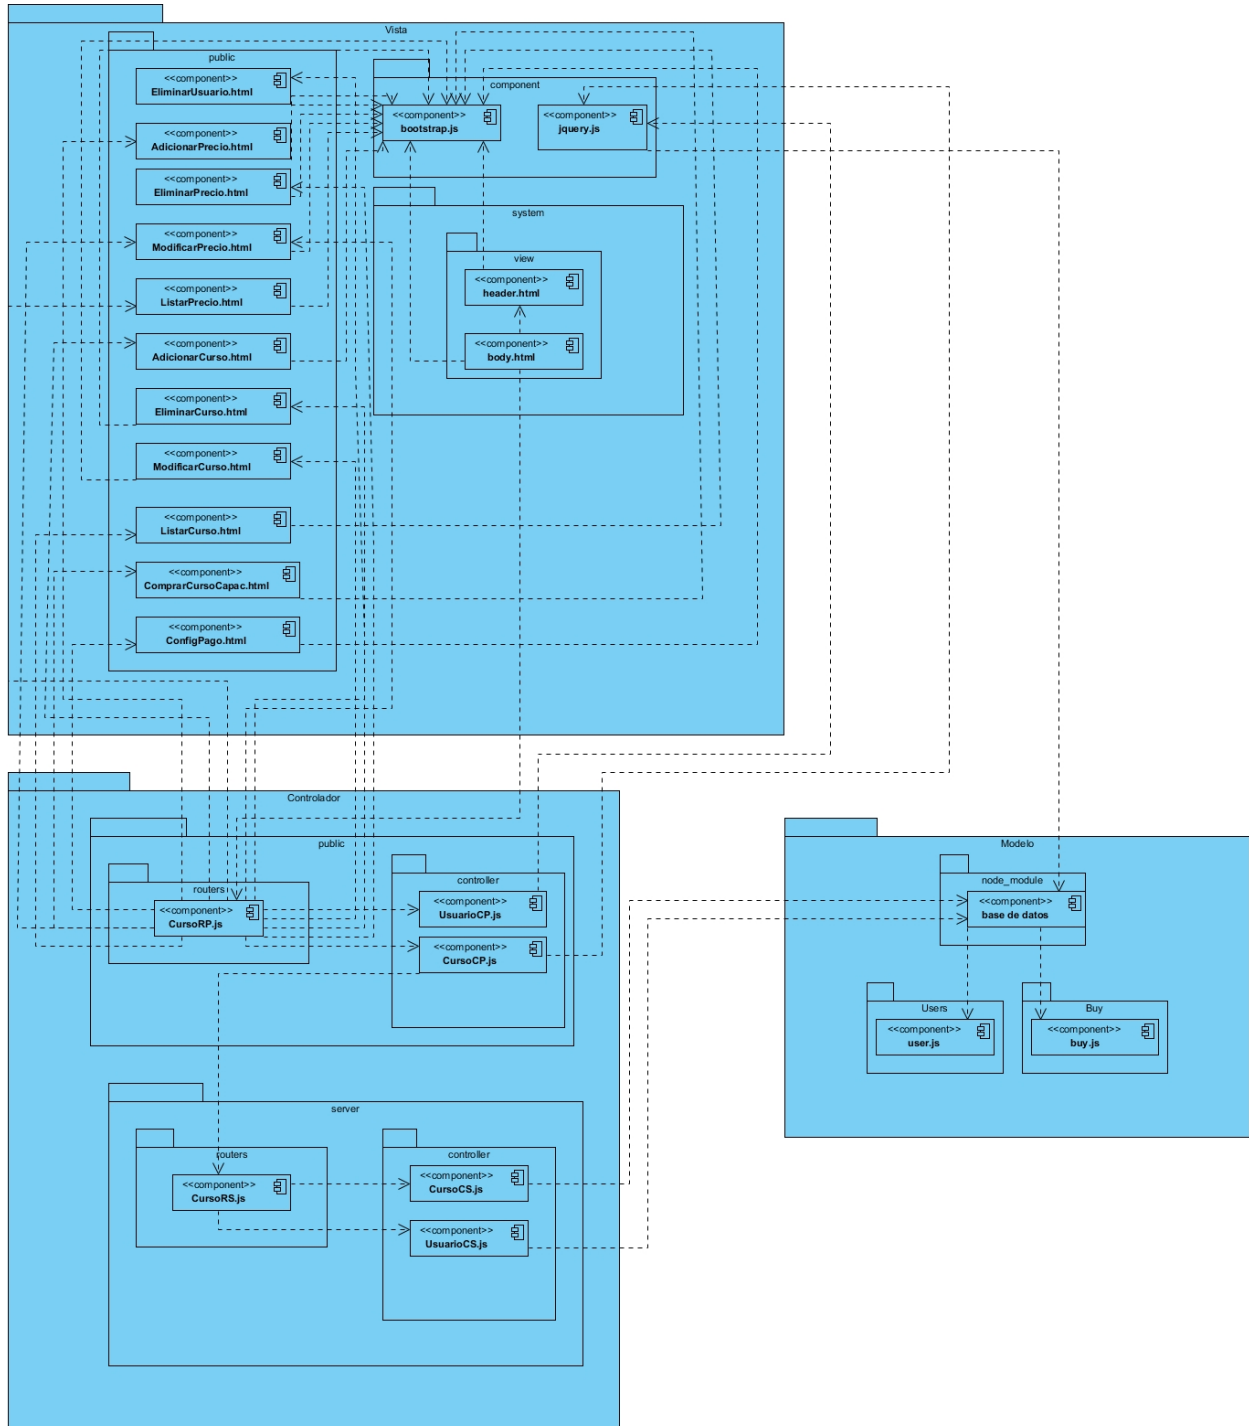 Vista
public
<<component>>
EliminarUsuario.html
<<component>>
AdicionarPrecio.html
<<component>>
EliminarPrecio.html
<<component>>
ModificarPrecio.html
<<component>>
ListarPrecio.html
<<component>>
AdicionarCurso.html
<<component>>
EliminarCurso.html
<<component>>
ModificarCurso.html
<<component>>
ListarCurso.html
<<component>>
ComprarCursoCapac.html
<<component>>
ConfigPago.html
component
<<component>>
bootstrap.js
<<component>>
jquery.js
system
view
<<component>>
header.html
<<component>>
body.html
Controlador
public
routers
<<component>>
CursoRP.js
controller
<<component>>
UsuarioCP.js
<<component>>
CursoCP.js
server
routers
<<component>>
CursoRS.js
controller
<<component>>
CursoCS.js
<<component>>
UsuarioCS.js
Modelo
node_module
<<component>>
base de datos
Users
<<component>>
user.js
Buy
<<component>>
buy.js